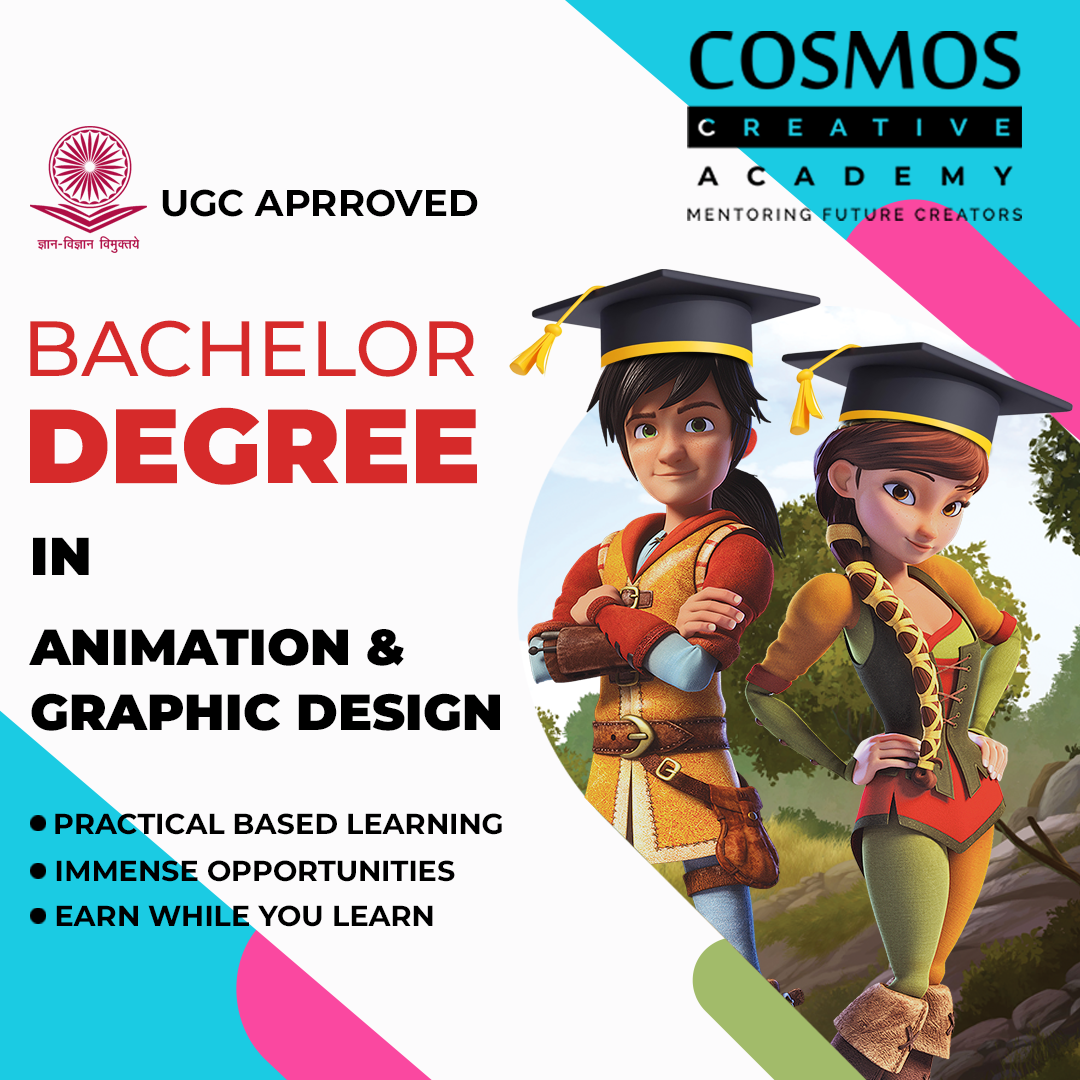 COSMOS
CREATIVE
ACADEMY
MENTORING FUTURE CREATORS
UGC APRROVED
ज्ञान-विज्ञान विमुक्तये
BACHELOR
DEGREE
IN
ANIMATION &
GRAPHIC DESIGN
• PRACTICAL BASED LEARNING
• IMMENSE OPPORTUNITIES
• EARN WHILE YOU LEARN